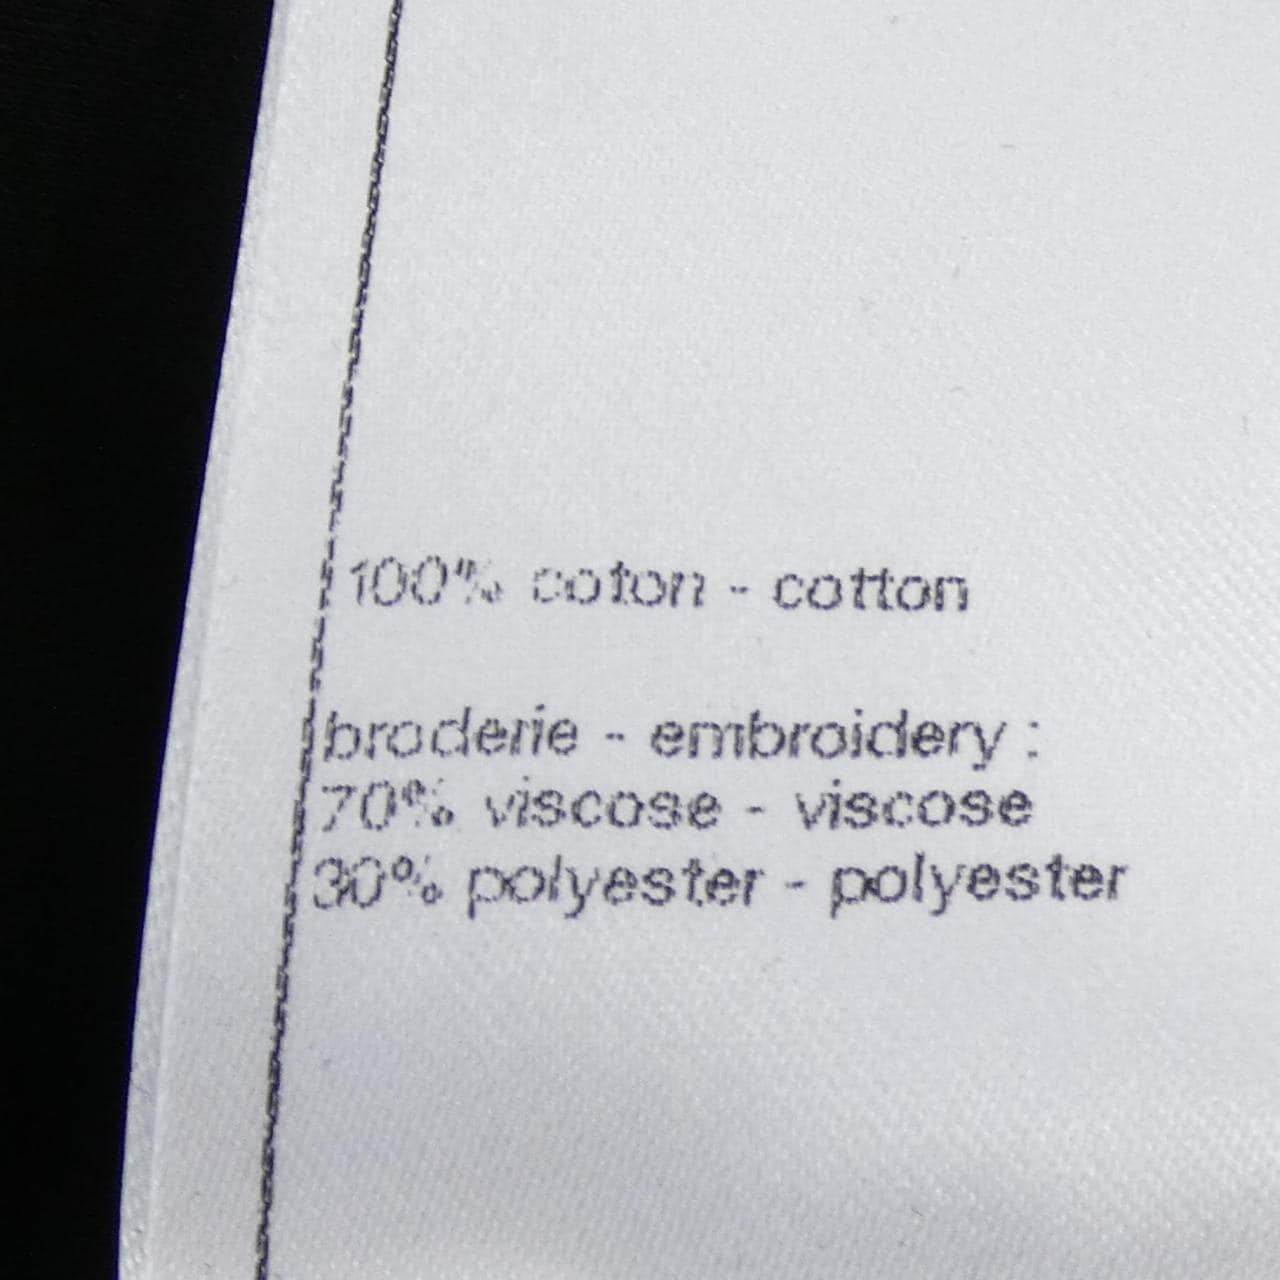 100% coton - cotton
broderie - embroidery :
70% viscose - viscose
30% polyester - polyester